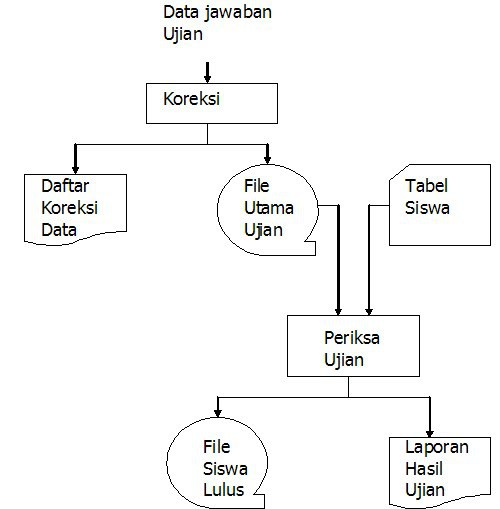 Data jawaban
Ujian
Koreksi
Daftar
Koreksi
Data
File
Utama
Ujian
Tabel
Siswa
Periksa
Ujian
File
Siswa
Lulus
Laporan
Hasil
Ujian